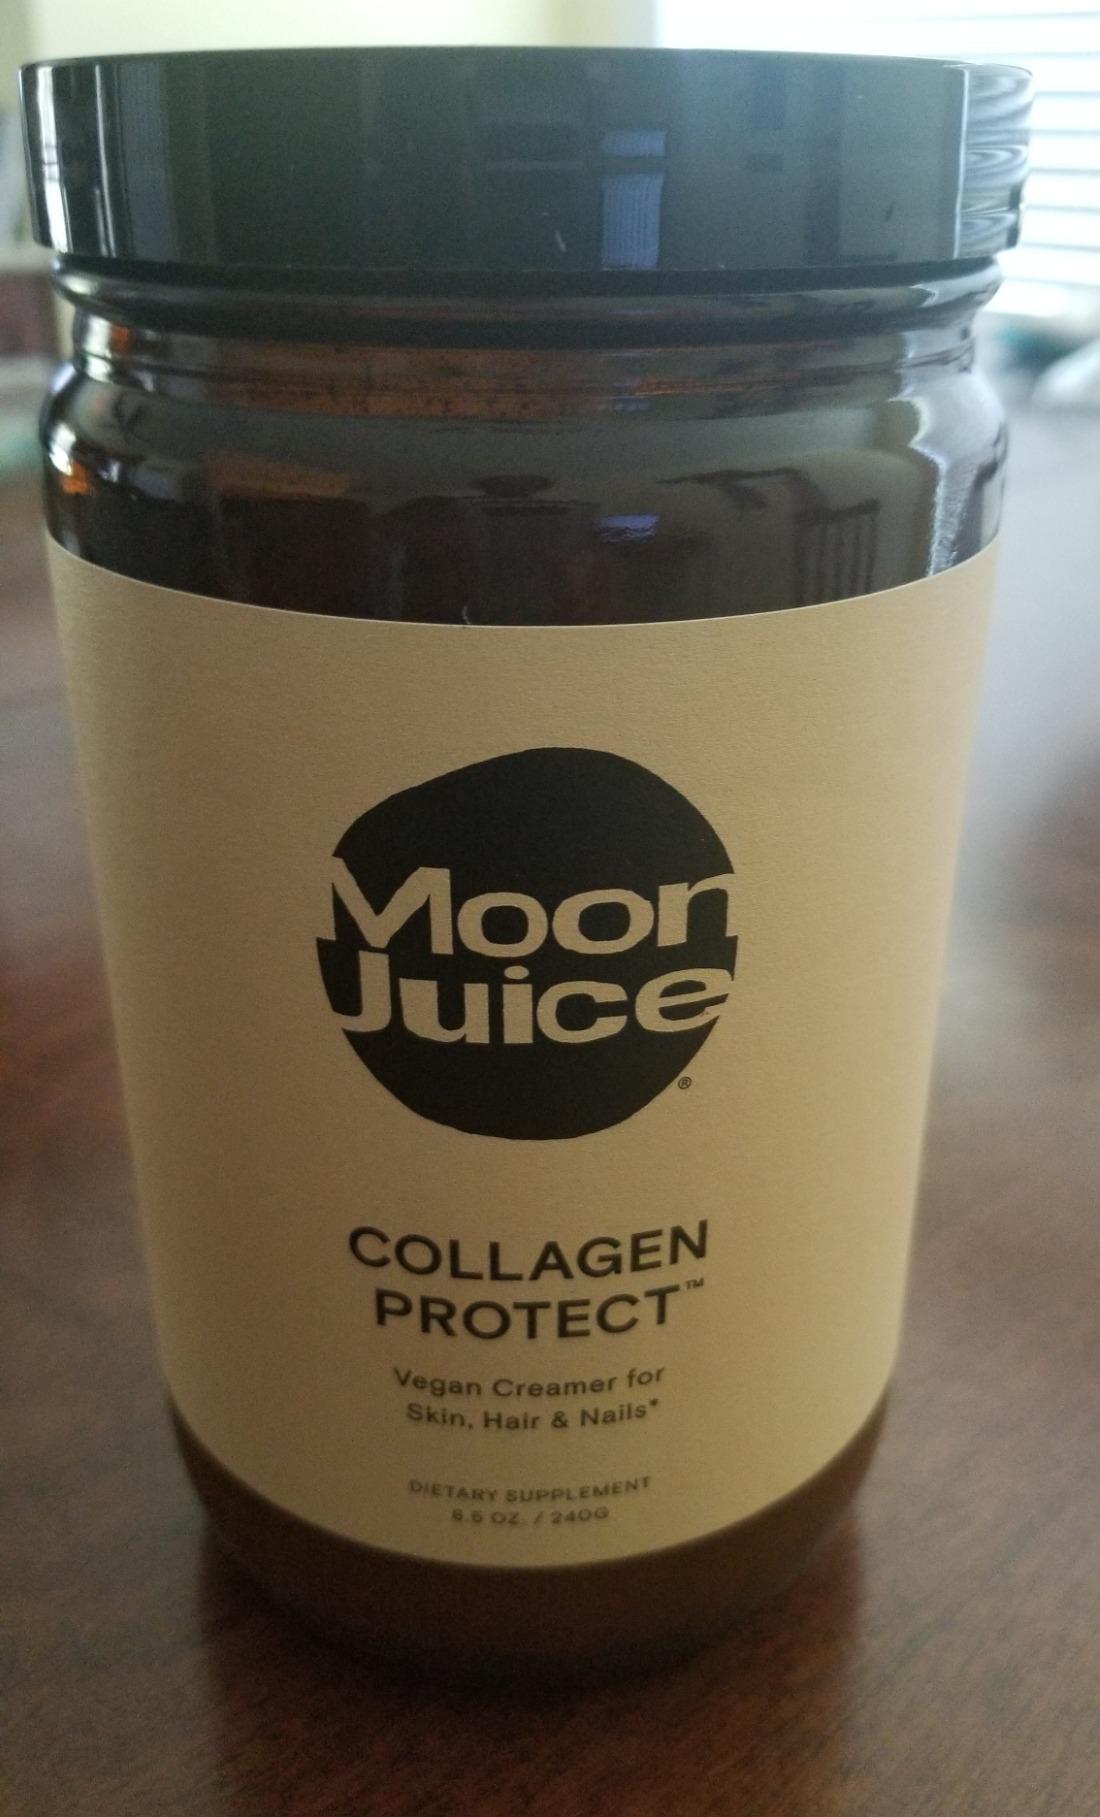 Moon
Juice
®
COLLAGEN
PROTECT™
Vegan Creamer for
Skin, Hair & Nails*
DIETARY SUPPLEMENT
8.5 OZ. / 240G